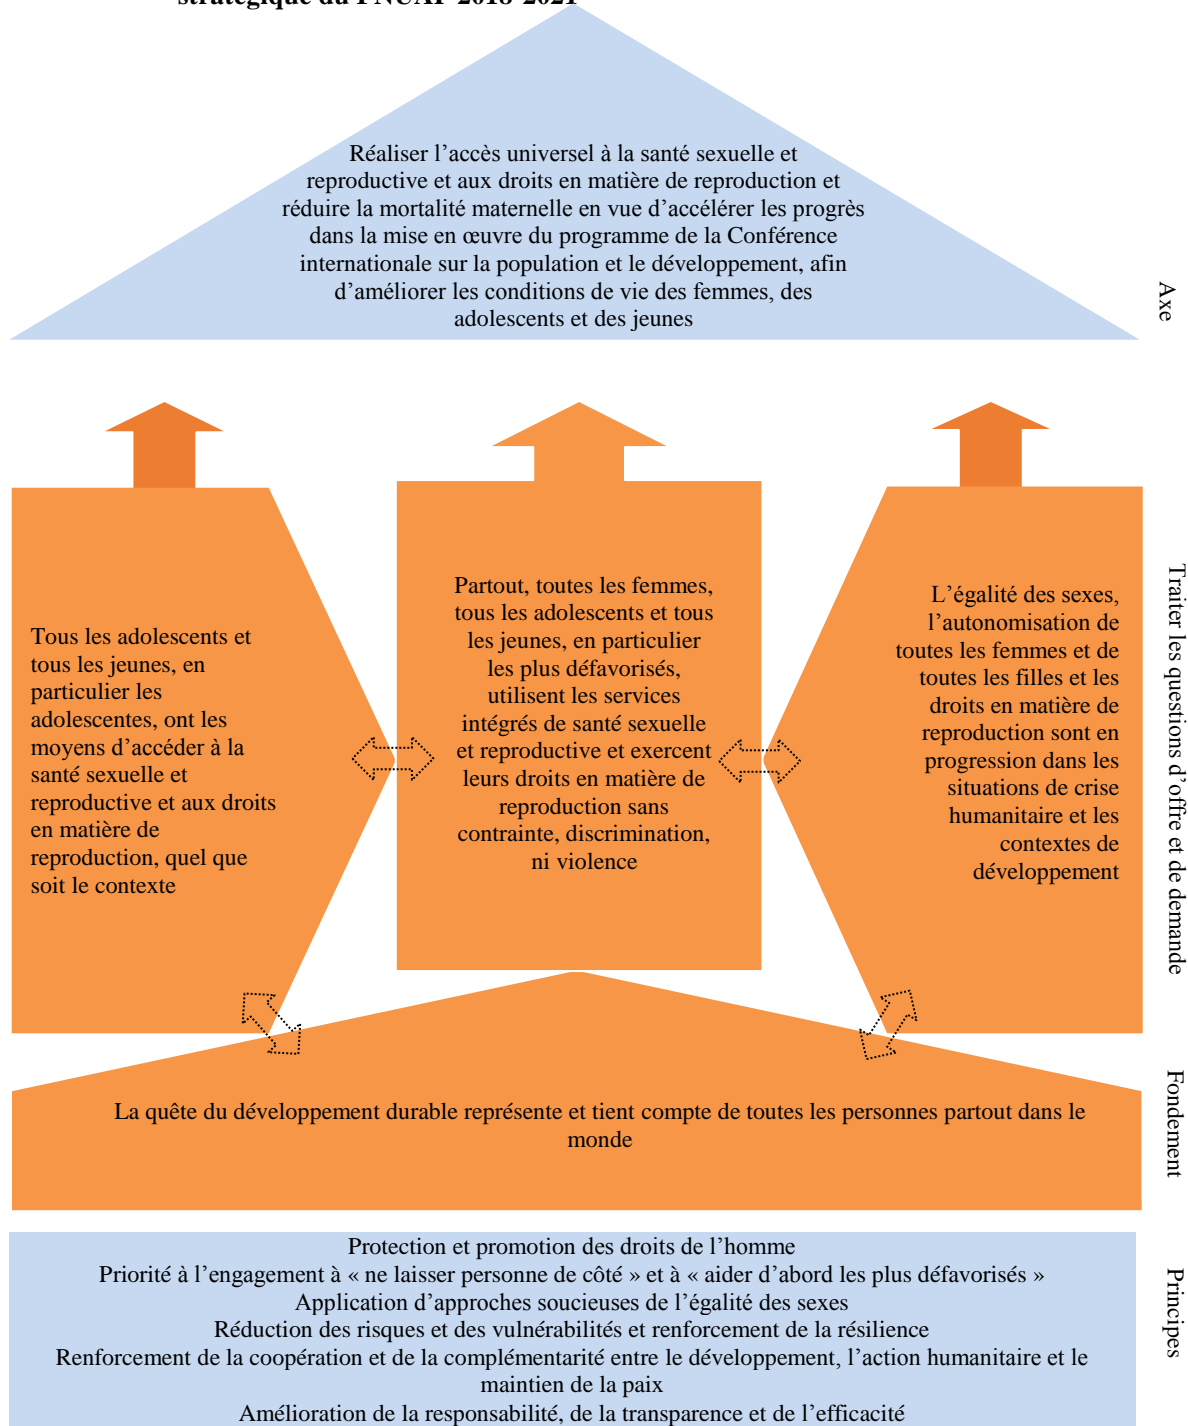 stratégique du FNUAP 2018-2021
Réaliser l’accès universel à la santé sexuelle et
reproductive et aux droits en matière de reproduction et
réduire la mortalité maternelle en vue d’accélérer les progrès
dans la mise en œuvre du programme de la Conférence
internationale sur la population et le développement, afin
d’améliorer les conditions de vie des femmes, des
adolescents et des jeunes
Axe
Tous les adolescents et
tous les jeunes, en
particulier les
adolescentes, ont les
moyens d’accéder à la
santé sexuelle et
reproductive et aux droits
en matière de
reproduction, quel que
soit le contexte
Partout, toutes les femmes,
tous les adolescents et tous
les jeunes, en particulier
les plus défavorisés,
utilisent les services
intégrés de santé sexuelle
et reproductive et exercent
leurs droits en matière de
reproduction sans
contrainte, discrimination,
ni violence
L’égalité des sexes,
l’autonomisation de
toutes les femmes et de
toutes les filles et les
droits en matière de
reproduction sont en
progression dans les
situations de crise
humanitaire et les
contextes de
développement
Traiter les questions d’offre et de demande
La quête du développement durable représente et tient compte de toutes les personnes partout dans le
monde
Fondement
Protection et promotion des droits de l’homme
Priorité à l’engagement à « ne laisser personne de côté » et à « aider d’abord les plus défavorisés »
Application d’approches soucieuses de l’égalité des sexes
Réduction des risques et des vulnérabilités et renforcement de la résilience
Renforcement de la coopération et de la complémentarité entre le développement, l’action humanitaire et le
maintien de la paix
Amélioration de la responsabilité, de la transparence et de l’efficacité
Principes